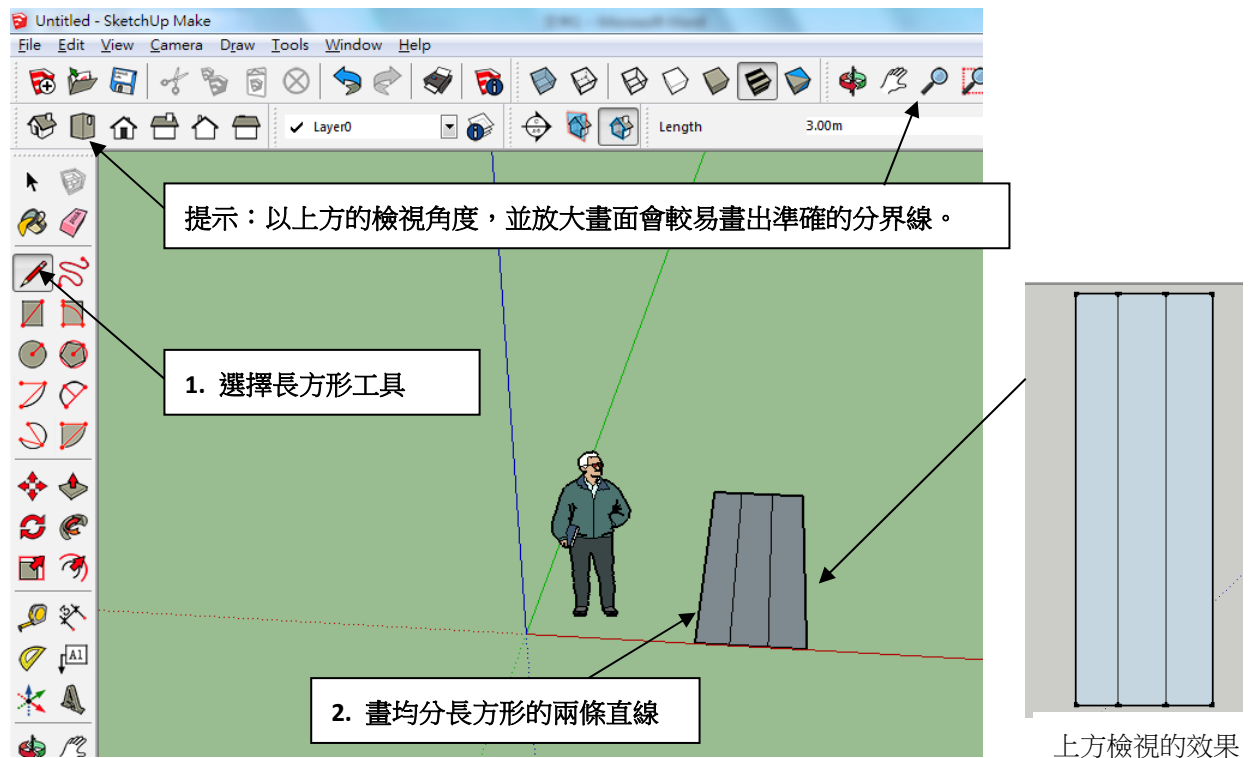 Untitled - SketchUp Make
File Edit View Camera Draw Tools Window Help
Layer0
Length 3.00m
提示：以上方的檢視角度，並放大畫面會較易畫出準確的分界線。
1. 選擇長方形工具
A1
2. 畫均分長方形的兩條直線
上方檢視的效果